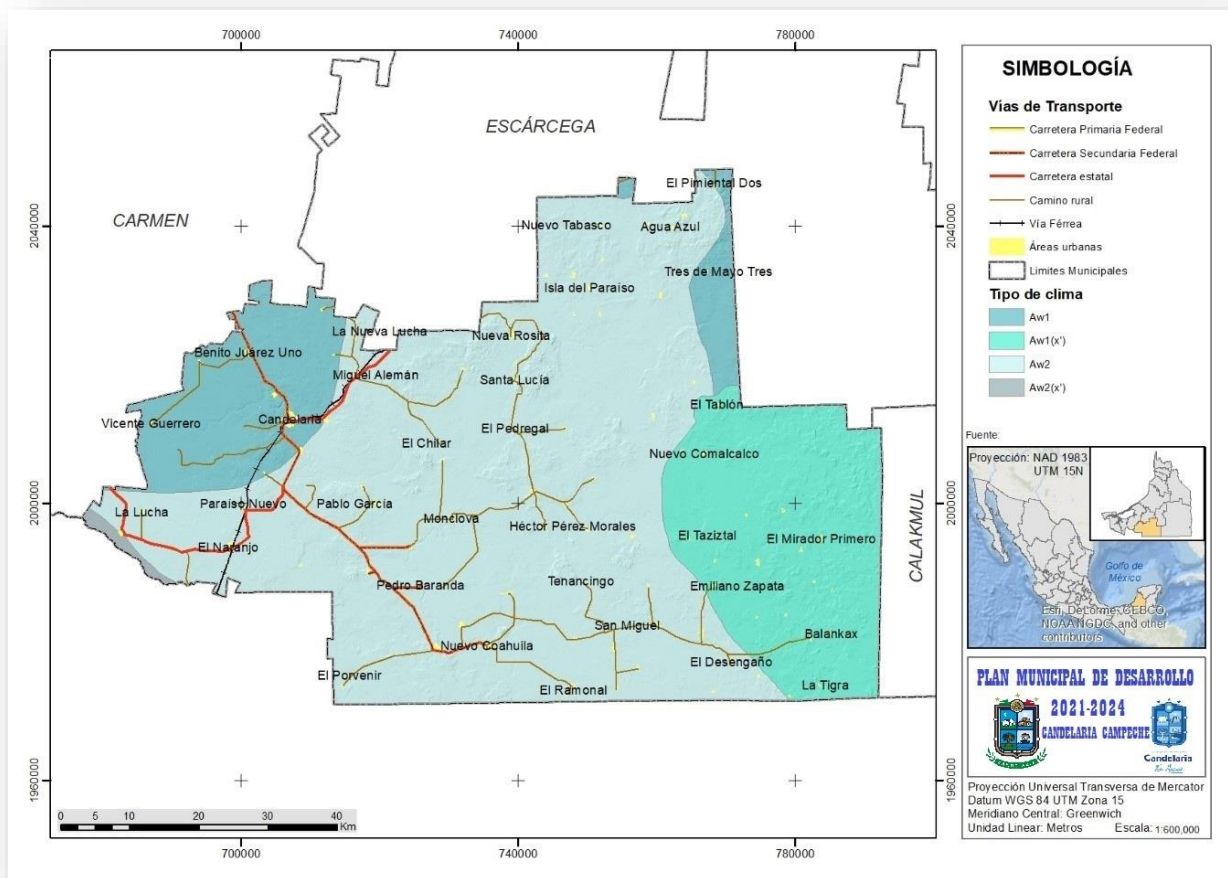 700000
740000
780000
2040000
2000000
1960000
2040000
2000000
1960000
ESCÁRCEGA
CARMEN
CALAKMUL
El Pimiental Dos
Nuevo Tabasco
Agua Azul
Tres de Mayo Tres
Isla del Paraíso
La Nueva Lucha
Nueva Rosita
Benito Juárez Uno
Miguel Alemán
Santa Lucía
El Tablón
Vicente Guerrero
Candelaria
El Chilar
El Pedregal
Nuevo Comalcalco
La Lucha
Paraíso Nuevo
Pablo García
Monclova
Héctor Pérez Morales
El Taziztal
El Mirador Primero
El Naranjo
Pedro Baranda
Tenancingo
Emiliano Zapata
San Miguel
Balankax
Nuevo Coahuila
El Desengaño
El Porvenir
El Ramonal
La Tigra
0 5 10 20 30 40
Km
700000
740000
780000
SIMBOLOGÍA
Vías de Transporte
Carretera Primaria Federal
Carretera Secundaria Federal
Carretera estatal
Camino rural
Vía Férrea
Áreas urbanas
Limites Municipales
Tipo de clima
Aw1
Aw1(x')
Aw2
Aw2(x')
Fuente:
Proyección: NAD 1983
UTM 15N
Golfo de
México
Esri, DeLorme, GEBCO,
NOAA NGDC, and other
contributors
PLAN MUNICIPAL DE DESARROLLO
2021-2024
CANDELARIA CAMPECHE
Candelaria
Proyección Universal Transversa de Mercator
Datum WGS 84 UTM Zona 15
Meridiano Central: Greenwich
Unidad Linear: Metros Escala: 1:600,000